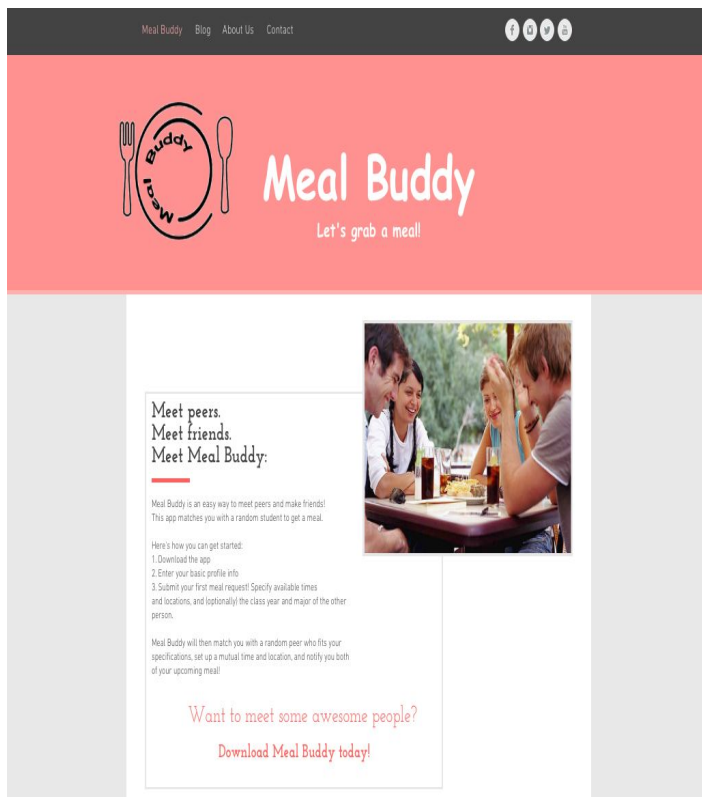 Meal Buddy Blog About Us Contact
Meal Buddy
Meal Buddy
Let's grab a meal!
Meet peers.
Meet friends.
Meet Meal Buddy:
Meal Buddy is an easy way to meet peers and make friends!
This app matches you with a random student to get a meal.
Here's how you can get started:
1. Download the app
2. Enter your basic profile info
3. Submit your first meal request! Specify available times
and locations, and (optionally) the class year and major of the other
person.
Meal Buddy will then match you with a random peer who fits your
specifications, set up a mutual time and location, and notify you both
of your upcoming meal!
Want to meet some awesome people?
Download Meal Buddy today!